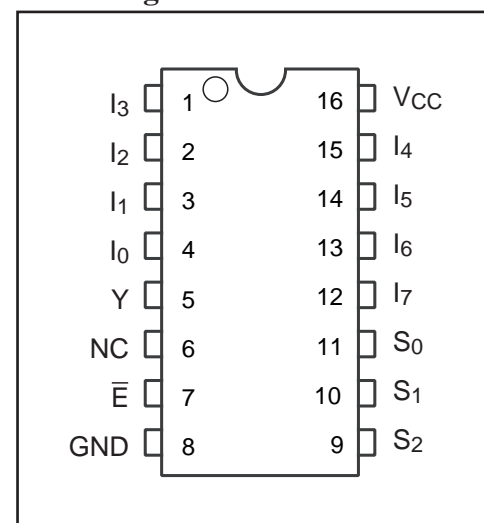 I3 1 16 VCC
I2 2 15 I4
I1 3 14 I5
I0 4 13 I6
Y 5 12 I7
NC 6 11 S0
E̅ 7 10 S1
GND 8 9 S2